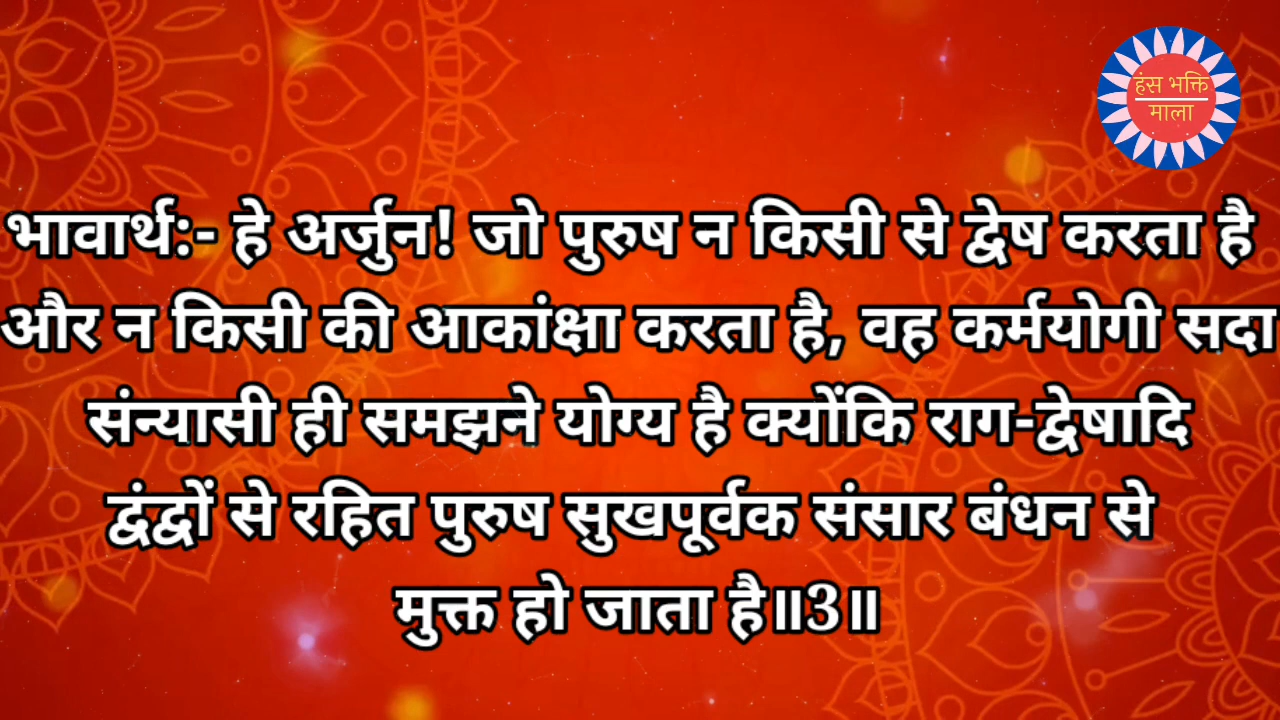 हंस भक्ति
माला
भावार्थ:- हे अर्जुन! जो पुरुष न किसी से द्वेष करता है
और न किसी की आकांक्षा करता है, वह कर्मयोगी सदा
संन्यासी ही समझने योग्य है क्योंकि राग-द्वेषादि
द्वंद्वों से रहित पुरुष सुखपूर्वक संसार बंधन से
मुक्त हो जाता है॥3॥